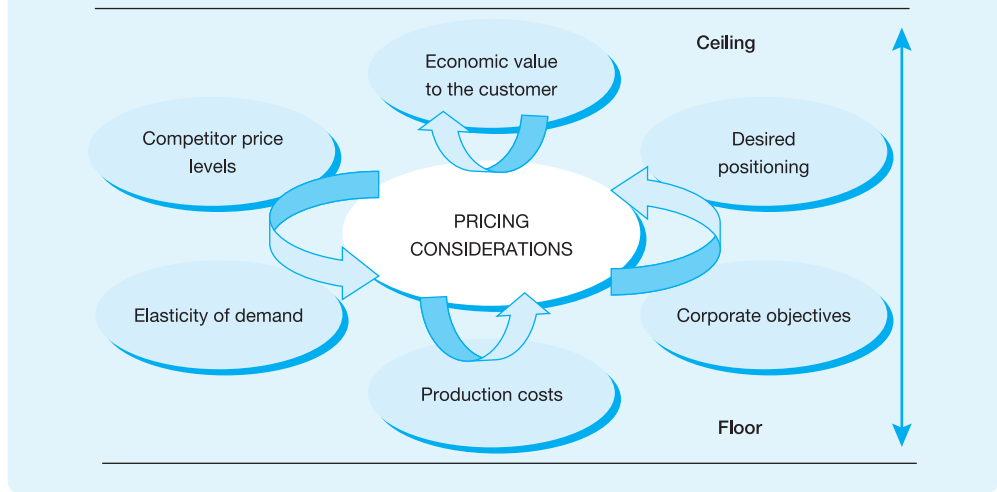 Ceiling
Economic value
to the customer
Competitor price
levels
Desired
positioning
PRICING
CONSIDERATIONS
Elasticity of demand
Corporate objectives
Production costs
Floor